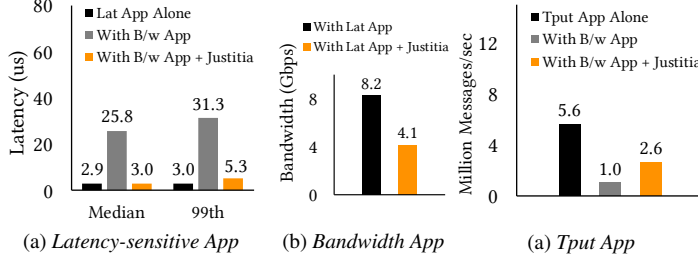 Latency (us)
80
60
40
20
0
Lat App Alone
With B/w App
With B/w App + Justitia
2.9
25.8
3.0
3.0
31.3
5.3
Median
99th
(a) Latency-sensitive App
Bandwidth (Gbps)
8
4
0
With Lat App
With Lat App + Justitia
8.2
4.1
(b) Bandwidth App
Million Messages/sec
12
8
4
0
Tput App Alone
With B/w App
With B/w App + Justitia
5.6
1.0
2.6
(a) Tput App